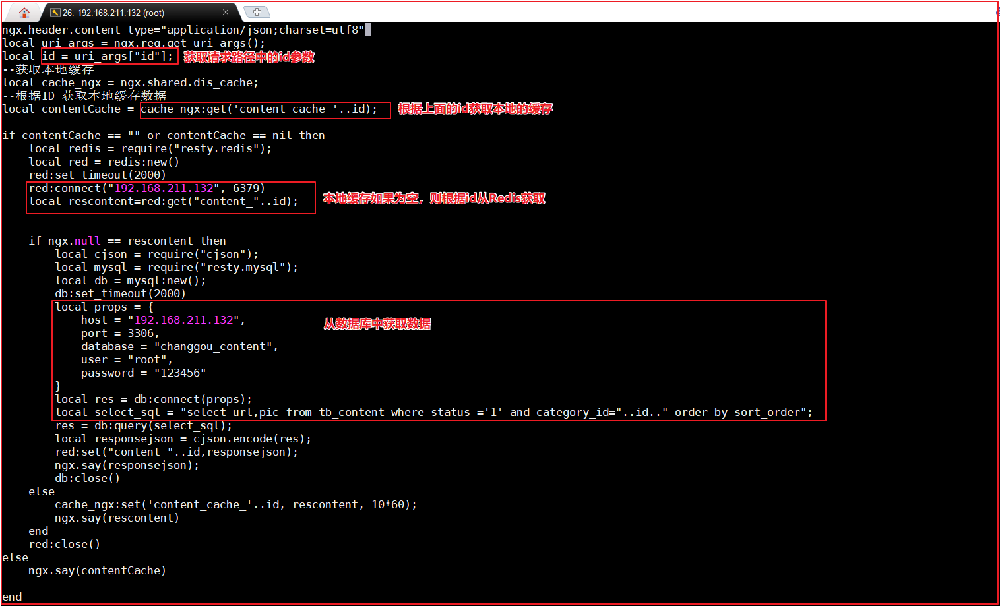 26. 192.168.211.132 (root)
ngx.header.content_type="application/json;charset=utf8"
local uri_args = ngx.req.get_uri_args();
local id = uri_args["id"]; 获取请求路径中的id参数
--获取本地缓存
local cache_ngx = ngx.shared.dis_cache;
--根据ID 获取本地缓存数据
local contentCache = cache_ngx:get('content_cache_'..id); 根据上面的id获取本地的缓存
if contentCache == "" or contentCache == nil then
    local redis = require("resty.redis");
    local red = redis:new()
    red:set_timeout(2000)
    red:connect("192.168.211.132", 6379)
    local rescontent=red:get("content_"..id); 本地缓存如果为空，则根据id从Redis获取
    if ngx.null == rescontent then
        local cjson = require("cjson");
        local mysql = require("resty.mysql");
        local db = mysql:new();
        db:set_timeout(2000)
        local props = {
            host = "192.168.211.132", 从数据库中获取数据
            port = 3306,
            database = "changgou_content",
            user = "root",
            password = "123456"
        }
        local res = db:connect(props);
        local select_sql = "select url,pic from tb_content where status ='1' and category_id="..id.." order by sort_order";
        res = db:query(select_sql);
        local responsejson = cjson.encode(res);
        red:set("content_"..id,responsejson);
        ngx.say(responsejson);
        db:close()
    else
        cache_ngx:set('content_cache_'..id, rescontent, 10*60);
        ngx.say(rescontent)
    end
    red:close()
else
    ngx.say(contentCache)
end